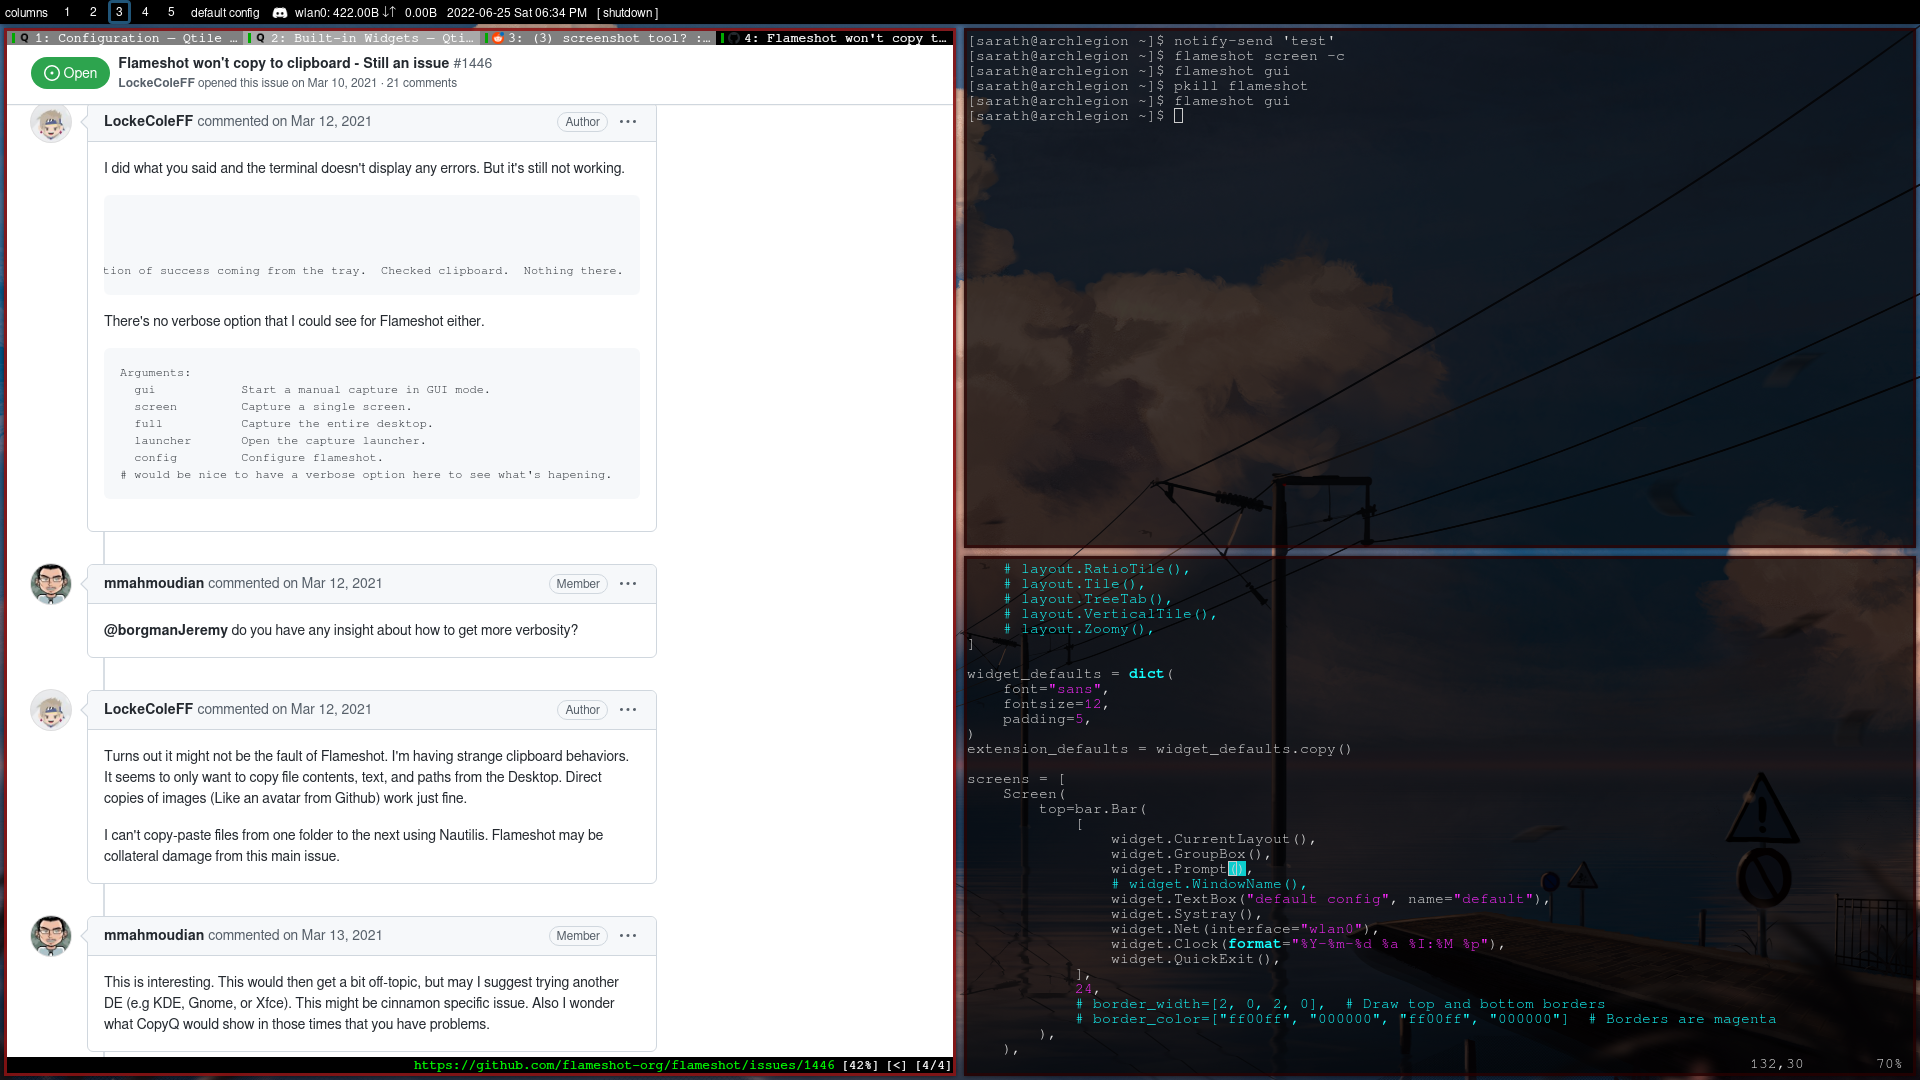 columns 1 2 3 4 5 default config wlan0: 422.00B ↓↑ 0.00B 2022-06-25 Sat 06:34 PM [ shutdown ]
Q 1: Configuration — Qtile … Q 2: Built-in Widgets — Qti… 3: (3) screenshot tool? :… 4: Flameshot won't copy t…
Open
Flameshot won't copy to clipboard - Still an issue #1446
LockeColeFF opened this issue on Mar 10, 2021 · 21 comments
LockeColeFF commented on Mar 12, 2021 Author ···
I did what you said and the terminal doesn't display any errors. But it's still not working.
tion of success coming from the tray.  Checked clipboard.  Nothing there.
There's no verbose option that I could see for Flameshot either.
Arguments:
  gui            Start a manual capture in GUI mode.
  screen         Capture a single screen.
  full           Capture the entire desktop.
  launcher       Open the capture launcher.
  config         Configure flameshot.
# would be nice to have a verbose option here to see what's hapening.
mmahmoudian commented on Mar 12, 2021 Member ···
@borgmanJeremy do you have any insight about how to get more verbosity?
LockeColeFF commented on Mar 12, 2021 Author ···
Turns out it might not be the fault of Flameshot. I'm having strange clipboard behaviors.
It seems to only want to copy file contents, text, and paths from the Desktop. Direct
copies of images (Like an avatar from Github) work just fine.
I can't copy-paste files from one folder to the next using Nautilis. Flameshot may be
collateral damage from this main issue.
mmahmoudian commented on Mar 13, 2021 Member ···
This is interesting. This would then get a bit off-topic, but may I suggest trying another
DE (e.g KDE, Gnome, or Xfce). This might be cinnamon specific issue. Also I wonder
what CopyQ would show in those times that you have problems.
https://github.com/flameshot-org/flameshot/issues/1446 [42%] [<] [4/4]
[sarath@archlegion ~]$ notify-send 'test'
[sarath@archlegion ~]$ flameshot screen -c
[sarath@archlegion ~]$ flameshot gui
[sarath@archlegion ~]$ pkill flameshot
[sarath@archlegion ~]$ flameshot gui
[sarath@archlegion ~]$
    # layout.RatioTile(),
    # layout.Tile(),
    # layout.TreeTab(),
    # layout.VerticalTile(),
    # layout.Zoomy(),
]
widget_defaults = dict(
    font="sans",
    fontsize=12,
    padding=5,
)
extension_defaults = widget_defaults.copy()
screens = [
    Screen(
        top=bar.Bar(
            [
                widget.CurrentLayout(),
                widget.GroupBox(),
                widget.Prompt(),
                # widget.WindowName(),
                widget.TextBox("default config", name="default"),
                widget.Systray(),
                widget.Net(interface="wlan0"),
                widget.Clock(format="%Y-%m-%d %a %I:%M %p"),
                widget.QuickExit(),
            ],
            24,
            # border_width=[2, 0, 2, 0],  # Draw top and bottom borders
            # border_color=["ff00ff", "000000", "ff00ff", "000000"]  # Borders are magenta
        ),
    ),
132,30 70%